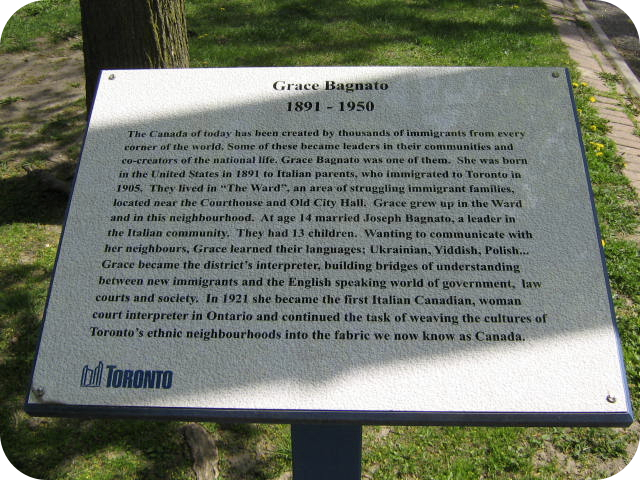 Grace Bagnato
1891 - 1950
The Canada of today has been created by thousands of immigrants from every
corner of the world. Some of these became leaders in their communities and
co-creators of the national life. Grace Bagnato was one of them. She was born
in the United States in 1891 to Italian parents, who immigrated to Toronto in
1905. They lived in “The Ward”, an area of struggling immigrant families,
located near the Courthouse and Old City Hall. Grace grew up in the Ward
and in this neighbourhood. At age 14 married Joseph Bagnato, a leader in
the Italian community. They had 13 children. Wanting to communicate with
her neighbours, Grace learned their languages; Ukrainian, Yiddish, Polish...
Grace became the district’s interpreter, building bridges of understanding
between new immigrants and the English speaking world of government, law
courts and society. In 1921 she became the first Italian Canadian, woman
court interpreter in Ontario and continued the task of weaving the cultures of
Toronto’s ethnic neighbourhoods into the fabric we now know as Canada.
TORONTO